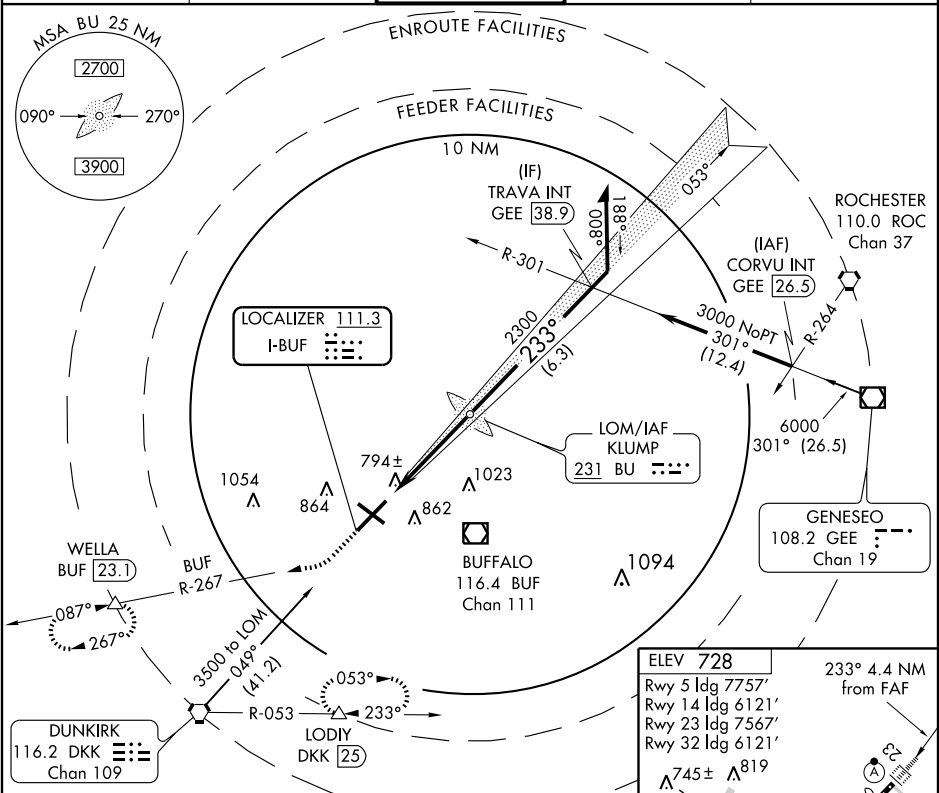 MSA BU 25 NM
2700
090°
270°
3900
ENROUTE FACILITIES
FEEDER FACILITIES
10 NM
(IF)
TRAVA INT
GEE 38.9
R-301
188°
008°
053°
ROCHESTER
110.0 ROC
Chan 37
(IAF)
CORVU INT
GEE 26.5
R-264
3000 NoPT
301°
(12.4)
6000
301° (26.5)
LOCALIZER 111.3
I-BUF
2300
233°
(6.3)
LOM/IAF
KLUMP
231 BU
GENESEO
108.2 GEE
Chan 19
1054
864
794±
862
1023
1094
BUFFALO
116.4 BUF
Chan 111
WELLA
BUF 23.1
BUF
R-267
087°
267°
3500 to LOM
049°
(41.2)
R-053
053°
233°
LODIY
DKK 25
DUNKIRK
116.2 DKK
Chan 109
ELEV 728
Rwy 5 ldg 7757'
Rwy 14 ldg 6121'
Rwy 23 ldg 7567'
Rwy 32 ldg 6121'
745±
819
233° 4.4 NM
from FAF
23
A